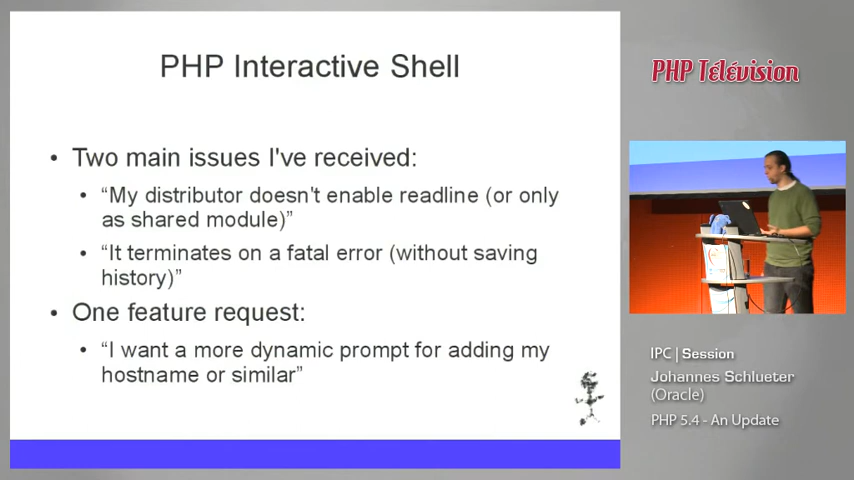 PHP Interactive Shell
• Two main issues I've received:
• “My distributor doesn't enable readline (or only
as shared module)”
• “It terminates on a fatal error (without saving
history)”
• One feature request:
• “I want a more dynamic prompt for adding my
hostname or similar”
PHP Télévision
IPC | Session
Johannes Schlueter
(Oracle)
PHP 5.4 - An Update